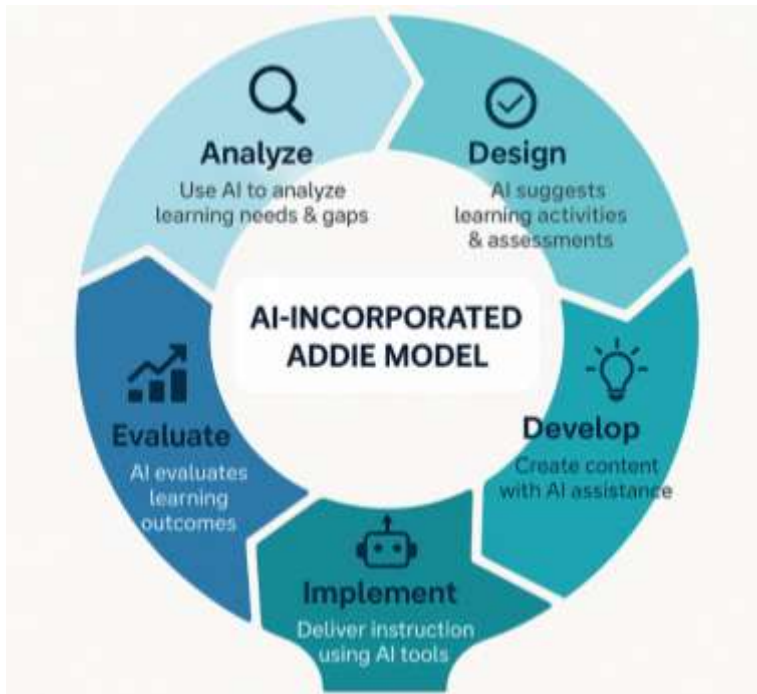 Analyze
Use AI to analyze
learning needs & gaps
Design
AI suggests
learning activities
& assessments
AI-INCORPORATED
ADDIE MODEL
Develop
Create content
with AI assistance
Evaluate
AI evaluates
learning
outcomes
Implement
Deliver instruction
using AI tools